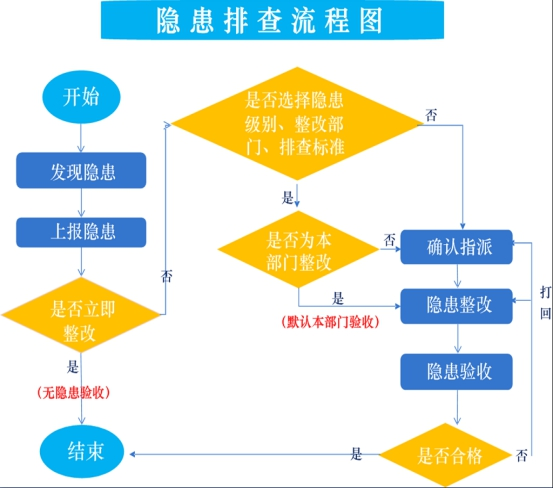 隐患排查流程图
开始
发现隐患
上报隐患
是否立即
整改
否
是
(无隐患验收)
结束
是否选择隐患
级别、整改部
门、排查标准
否
是
是否为本
部门整改
否
是
(默认本部门验收)
确认指派
隐患整改
隐患验收
是否合格
是
否
打
回